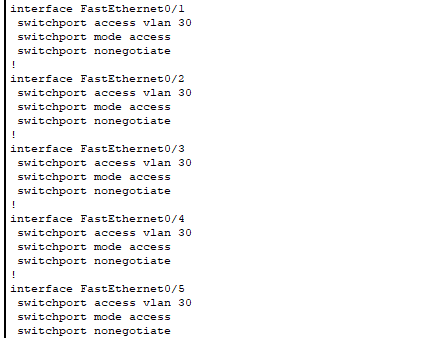 interface FastEthernet0/1
 switchport access vlan 30
 switchport mode access
 switchport nonegotiate
!
interface FastEthernet0/2
 switchport access vlan 30
 switchport mode access
 switchport nonegotiate
!
interface FastEthernet0/3
 switchport access vlan 30
 switchport mode access
 switchport nonegotiate
!
interface FastEthernet0/4
 switchport access vlan 30
 switchport mode access
 switchport nonegotiate
!
interface FastEthernet0/5
 switchport access vlan 30
 switchport mode access
 switchport nonegotiate